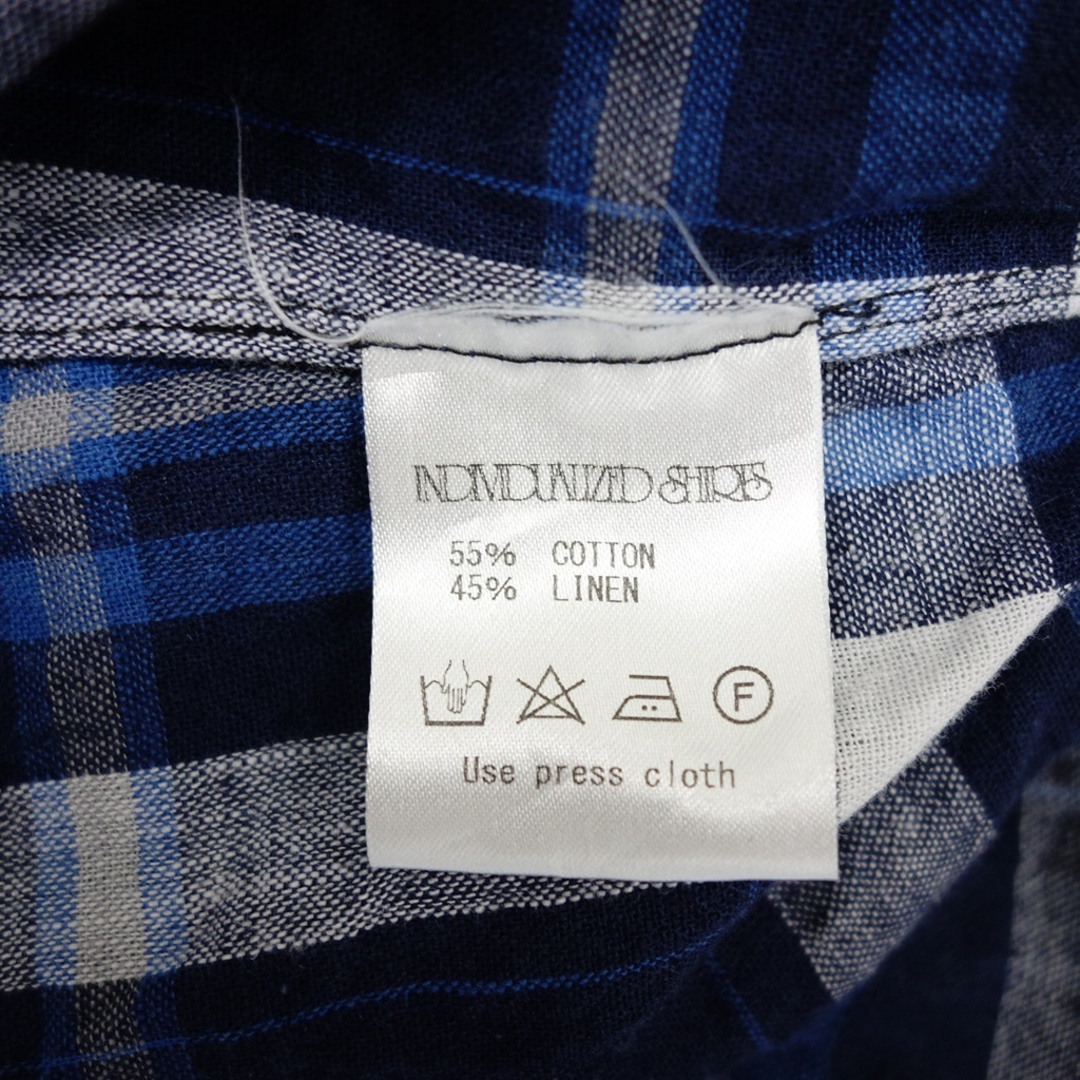 INDIVIDUALIZED SHIRTS
55% COTTON
45% LINEN
F
Use press cloth